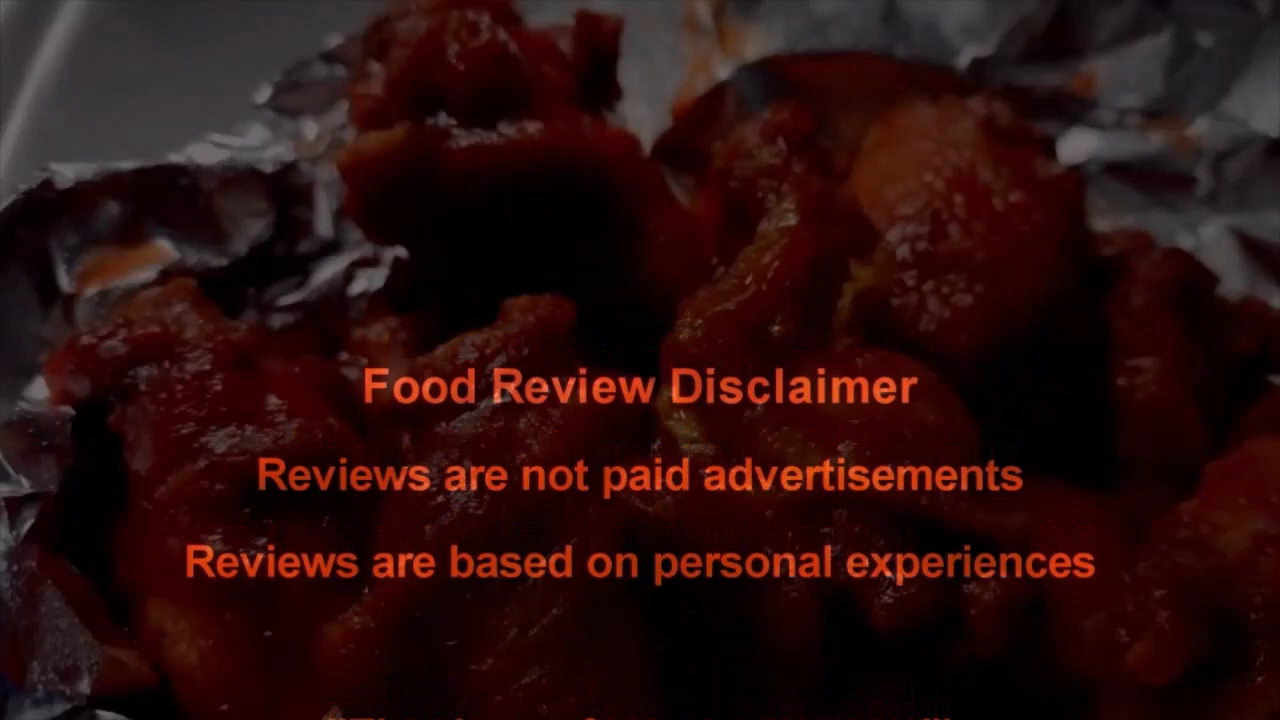 Food Review Disclaimer
Reviews are not paid advertisements
Reviews are based on personal experiences